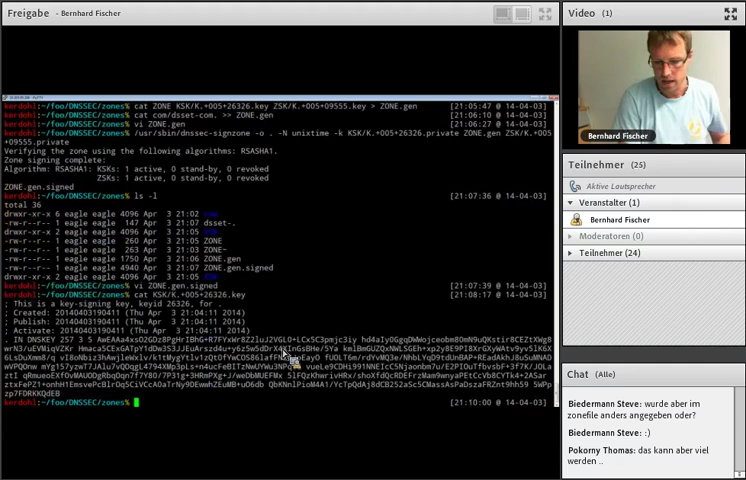 Freigabe - Bernhard Fischer
kerdohl:~/foo/DNSSEC/zones% cat ZONE KSK/K.+005+26326.key ZSK/K.+005+09555.key > ZONE.gen [21:05:47 @ 14-04-03]
kerdohl:~/foo/DNSSEC/zones% cat com/dsset-com. >> ZONE.gen [21:06:10 @ 14-04-03]
kerdohl:~/foo/DNSSEC/zones% vi ZONE.gen [21:06:27 @ 14-04-03]
kerdohl:~/foo/DNSSEC/zones% /usr/sbin/dnssec-signzone -o . -N unixtime -k KSK/K.+005+26326.private ZONE.gen ZSK/K.+005
+09555.private
Verifying the zone using the following algorithms: RSASHA1.
Zone signing complete:
Algorithm: RSASHA1: KSKs: 1 active, 0 stand-by, 0 revoked
ZSKs: 1 active, 0 stand-by, 0 revoked
ZONE.gen.signed
kerdohl:~/foo/DNSSEC/zones% ls -l [21:07:36 @ 14-04-03]
total 36
drwxr-xr-x 6 eagle eagle 4096 Apr 3 21:02
-rw-r--r-- 1 eagle eagle 147 Apr 3 21:07 dsset-.
drwxr-xr-x 2 eagle eagle 4096 Apr 3 21:05
-rw-r--r-- 1 eagle eagle 260 Apr 3 21:05 ZONE
-rw-r--r-- 1 eagle eagle 263 Apr 3 21:03 ZONE~
-rw-r--r-- 1 eagle eagle 1750 Apr 3 21:06 ZONE.gen
-rw-r--r-- 1 eagle eagle 4940 Apr 3 21:07 ZONE.gen.signed
drwxr-xr-x 2 eagle eagle 4096 Apr 3 21:05
kerdohl:~/foo/DNSSEC/zones% vi ZONE.gen.signed [21:07:39 @ 14-04-03]
kerdohl:~/foo/DNSSEC/zones% cat KSK/K.+005+26326.key [21:08:17 @ 14-04-03]
; This is a key-signing key, keyid 26326, for .
; Created: 20140403190411 (Thu Apr 3 21:04:11 2014)
; Publish: 20140403190411 (Thu Apr 3 21:04:11 2014)
; Activate: 20140403190411 (Thu Apr 3 21:04:11 2014)
. IN DNSKEY 257 3 5
kerdohl:~/foo/DNSSEC/zones% [21:10:00 @ 14-04-03]
Video (1)
Bernhard Fischer
Teilnehmer (25)
Aktive Lautsprecher
Veranstalter (1)
Bernhard Fischer
Moderatoren (0)
Teilnehmer (24)
Chat (Alle)
Biedermann Steve: wurde aber im
zonefile anders angegeben oder?
Biedermann Steve: :)
Pokorny Thomas: das kann aber viel
werden ..